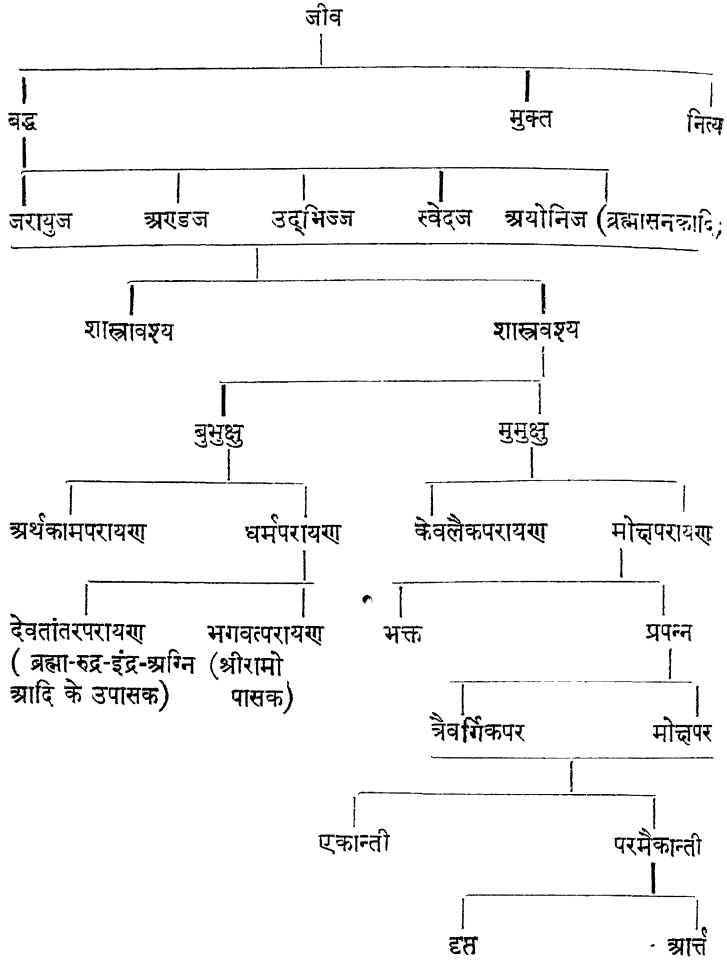 जीव
बद्ध मुक्त नित्य
जरायुज अण्डज उद्भिज्ज स्वेदज अयोनिज (ब्रह्मासनकादि;
शास्त्रावश्य शास्त्रवश्य
बुभुक्षु मुमुक्षु
अर्थकामपरायण धर्मपरायण केवलैकपरायण मोक्षपरायण
देवतांतरपरायण भगवत्परायण भक्त प्रपन्न
( ब्रह्मा-रुद्र-इंद्र-अग्नि (श्रीरामो
आदि के उपासक) पासक)
त्रैवर्गिकपर मोक्षपर
एकान्ती परमैकान्ती
दृप्त आर्त्त